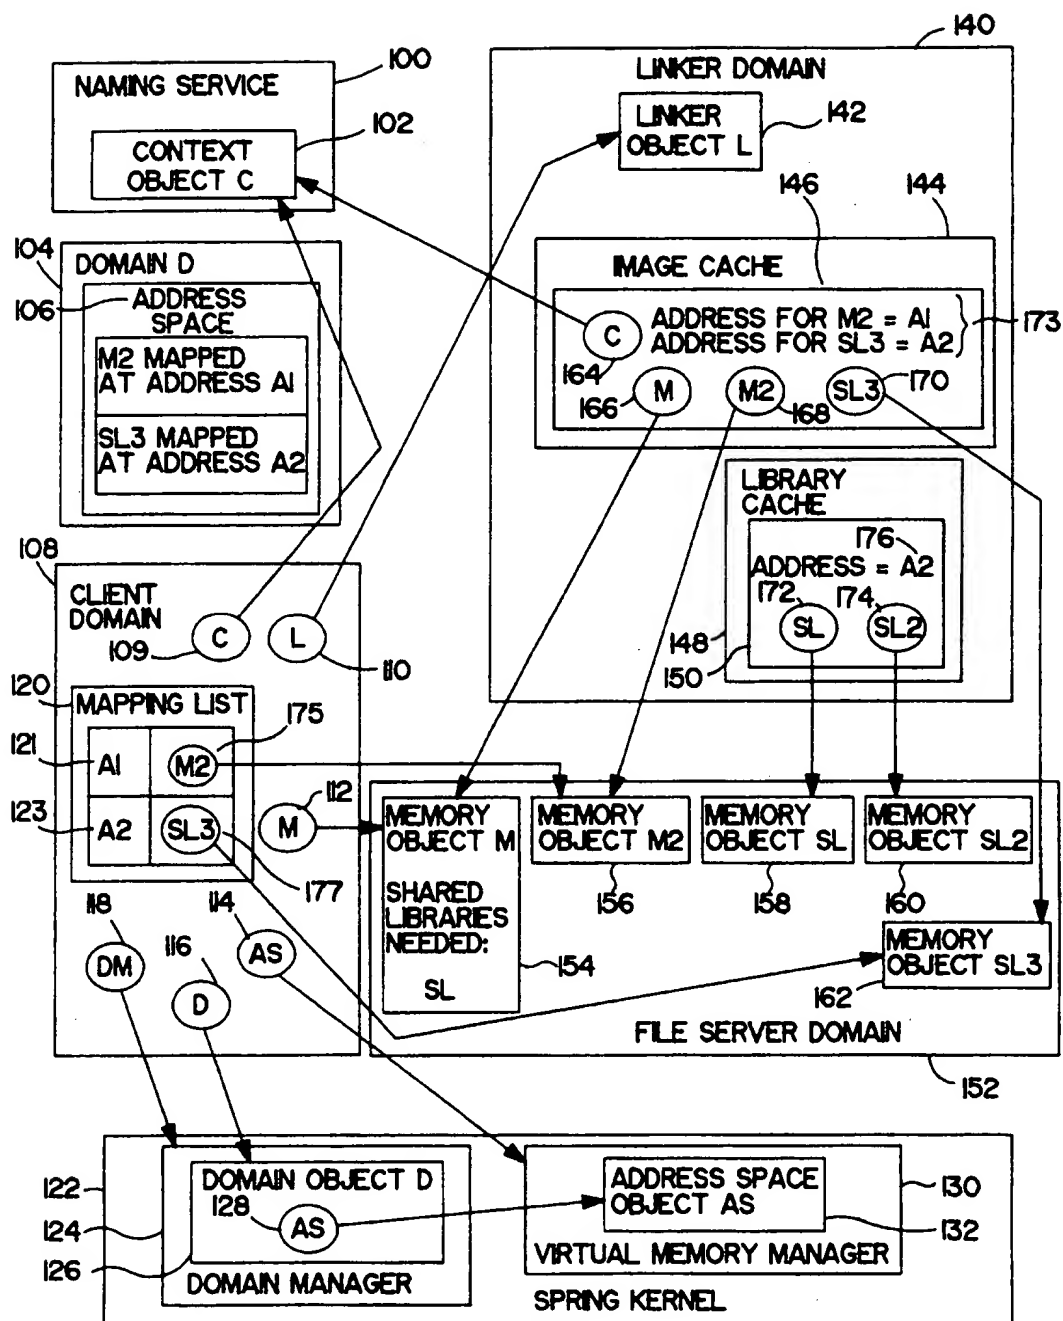 140
100
NAMING SERVICE
102
CONTEXT
OBJECT C
LINKER DOMAIN
LINKER
OBJECT L
142
146
144
IMAGE CACHE
C
164
ADDRESS FOR M2 = A1
ADDRESS FOR SL3 = A2
173
166
M
M2
168
SL3
170
104
DOMAIN D
106
ADDRESS
SPACE
M2 MAPPED
AT ADDRESS A1
SL3 MAPPED
AT ADDRESS A2
LIBRARY
CACHE
176
ADDRESS = A2
172
174
SL
SL2
148
150
108
CLIENT
DOMAIN
109
C
L
110
120
MAPPING LIST
175
121
A1
M2
123
A2
SL3
177
112
M
118
114
116
DM
AS
D
MEMORY
OBJECT M
SHARED
LIBRARIES
NEEDED:
SL
154
MEMORY
OBJECT M2
156
MEMORY
OBJECT SL
158
MEMORY
OBJECT SL2
160
MEMORY
OBJECT SL3
162
FILE SERVER DOMAIN
152
122
124
126
DOMAIN OBJECT D
128
AS
DOMAIN MANAGER
ADDRESS SPACE
OBJECT AS
130
132
VIRTUAL MEMORY MANAGER
SPRING KERNEL